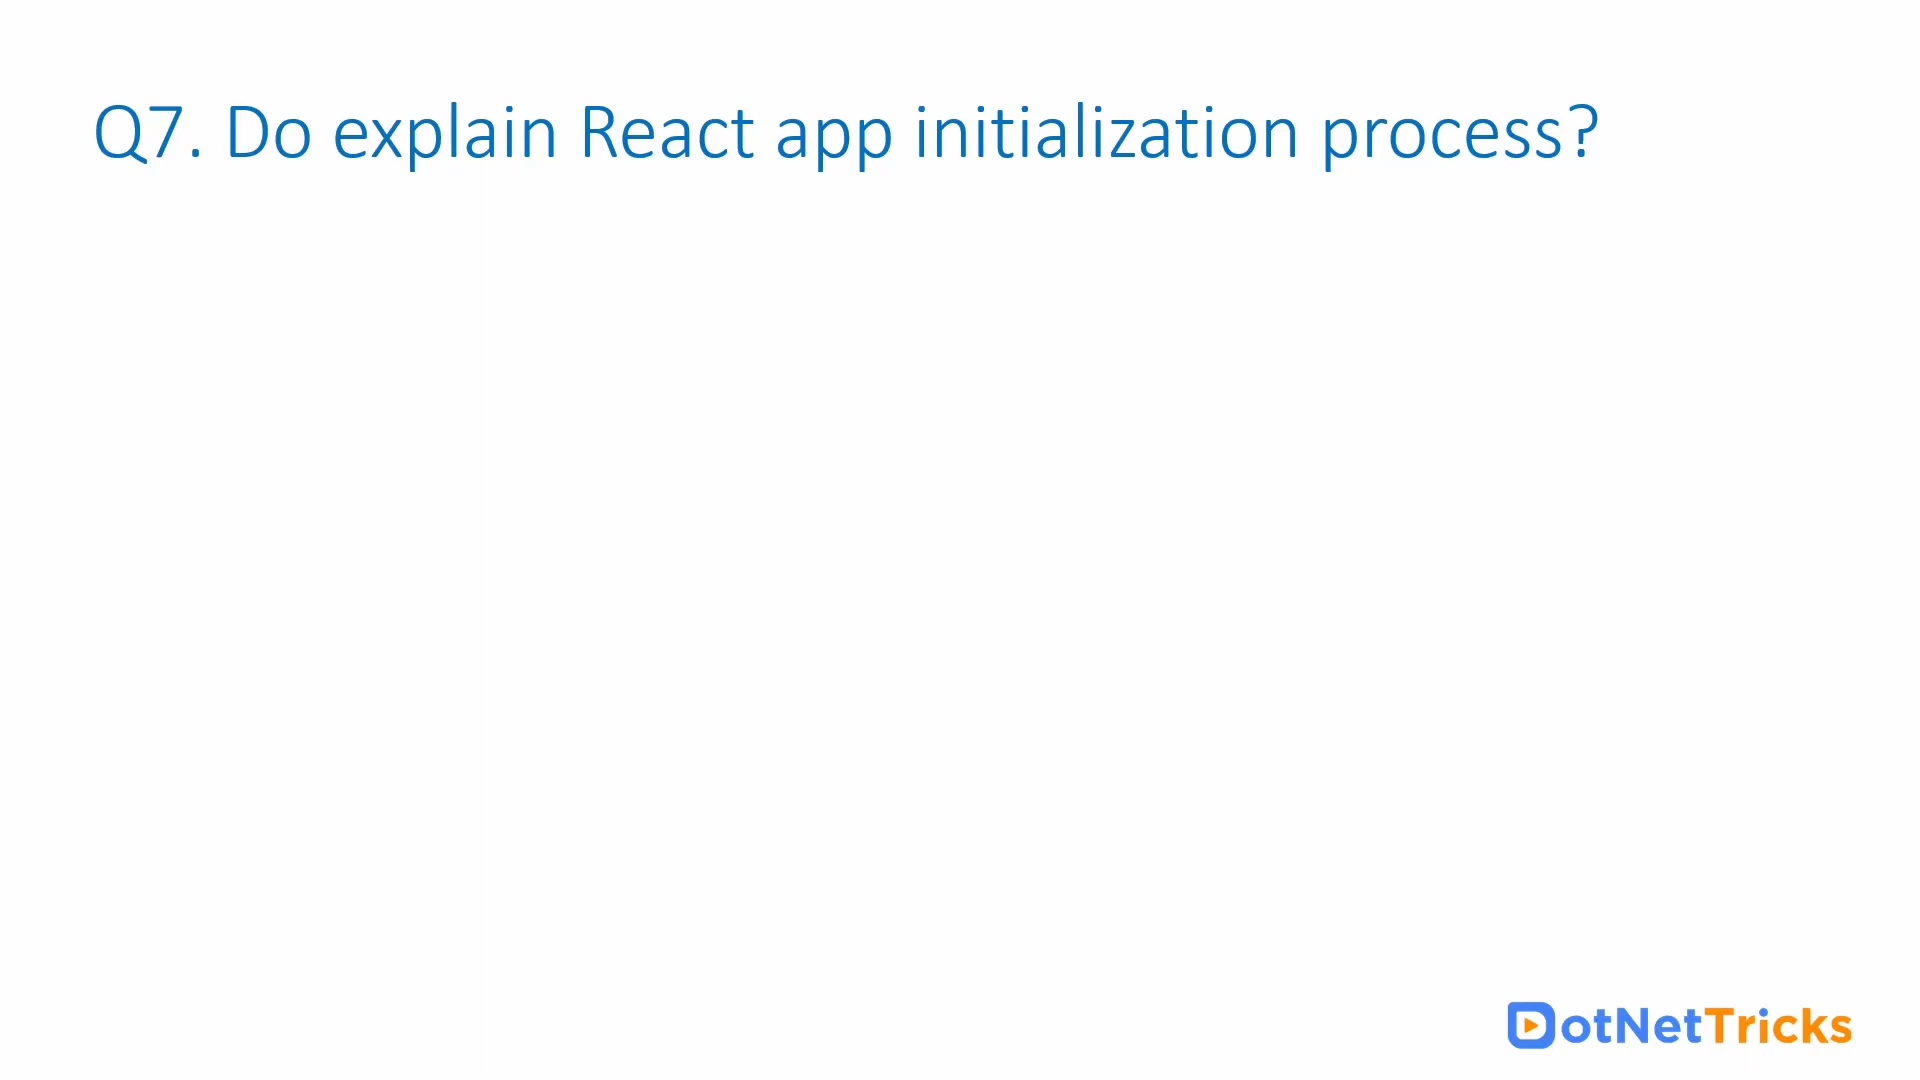 Q7. Do explain React app initialization process?
DotNetTricks